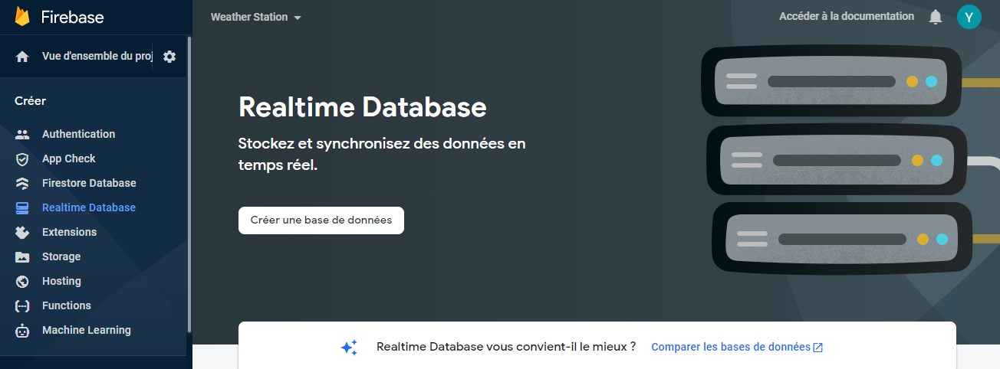 Firebase
Weather Station
Accéder à la documentation
Y
Vue d'ensemble du proj
Créer
Authentication
App Check
Firestore Database
Realtime Database
Extensions
Storage
Hosting
Functions
Machine Learning
Realtime Database
Stockez et synchronisez des données en
temps réel.
Créer une base de données
Realtime Database vous convient-il le mieux ? Comparer les bases de données